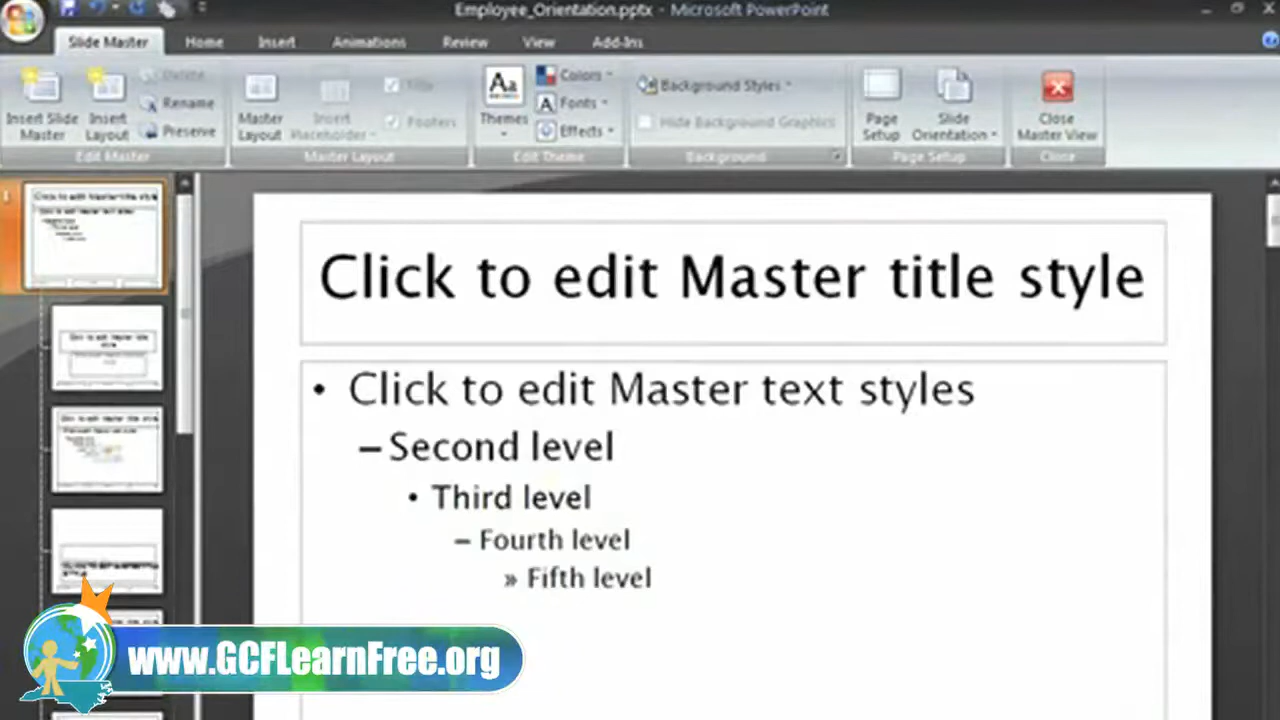 Employee_Orientation.pptx - Microsoft PowerPoint
Slide Master Home Insert Animations Review View Add-Ins
Insert Slide Master
Insert Layout
Delete
Rename
Preserve
Edit Master
Master Layout
Insert Placeholder
Title
Footers
Master Layout
Themes
Colors
Fonts
Effects
Edit Theme
Background Styles
Hide Background Graphics
Background
Page Setup
Slide Orientation
Page Setup
Close Master View
Close
1
Click to edit Master title style
• Click to edit Master text styles
– Second level
• Third level
– Fourth level
» Fifth level
www.GCFLearnFree.org